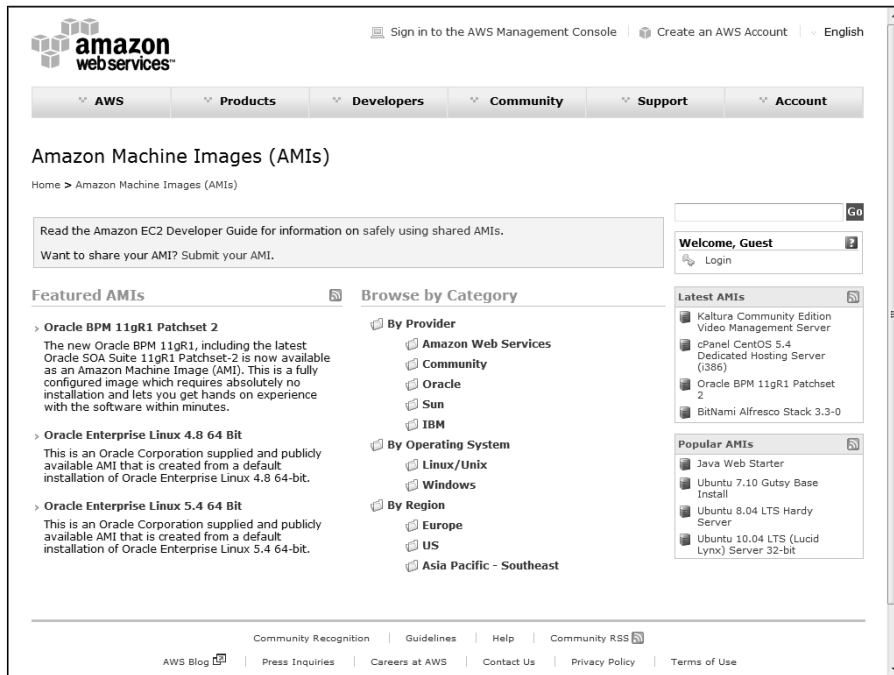 amazon
webservices™
Sign in to the AWS Management Console
Create an AWS Account
English
AWS
Products
Developers
Community
Support
Account
Amazon Machine Images (AMIs)
Home > Amazon Machine Images (AMIs)
Go
Read the Amazon EC2 Developer Guide for information on safely using shared AMIs.
Want to share your AMI? Submit your AMI.
Welcome, Guest
?
Login
Featured AMIs
Oracle BPM 11gR1 Patchset 2
The new Oracle BPM 11gR1, including the latest
Oracle SOA Suite 11gR1 Patchset-2 is now available
as an Amazon Machine Image (AMI). This is a fully
configured image which requires absolutely no
installation and lets you get hands on experience
with the software within minutes.
Oracle Enterprise Linux 4.8 64 Bit
This is an Oracle Corporation supplied and publicly
available AMI that is created from a default
installation of Oracle Enterprise Linux 4.8 64-bit.
Oracle Enterprise Linux 5.4 64 Bit
This is an Oracle Corporation supplied and publicly
available AMI that is created from a default
installation of Oracle Enterprise Linux 5.4 64-bit.
Browse by Category
By Provider
Amazon Web Services
Community
Oracle
Sun
IBM
By Operating System
Linux/Unix
Windows
By Region
Europe
US
Asia Pacific - Southeast
Latest AMIs
Kaltura Community Edition
Video Management Server
cPanel CentOS 5.4
Dedicated Hosting Server
(i386)
Oracle BPM 11gR1 Patchset
2
BitNami Alfresco Stack 3.3-0
Popular AMIs
Java Web Starter
Ubuntu 7.10 Gutsy Base
Install
Ubuntu 8.04 LTS Hardy
Server
Ubuntu 10.04 LTS (Lucid
Lynx) Server 32-bit
Community Recognition
Guidelines
Help
Community RSS
AWS Blog
Press Inquiries
Careers at AWS
Contact Us
Privacy Policy
Terms of Use